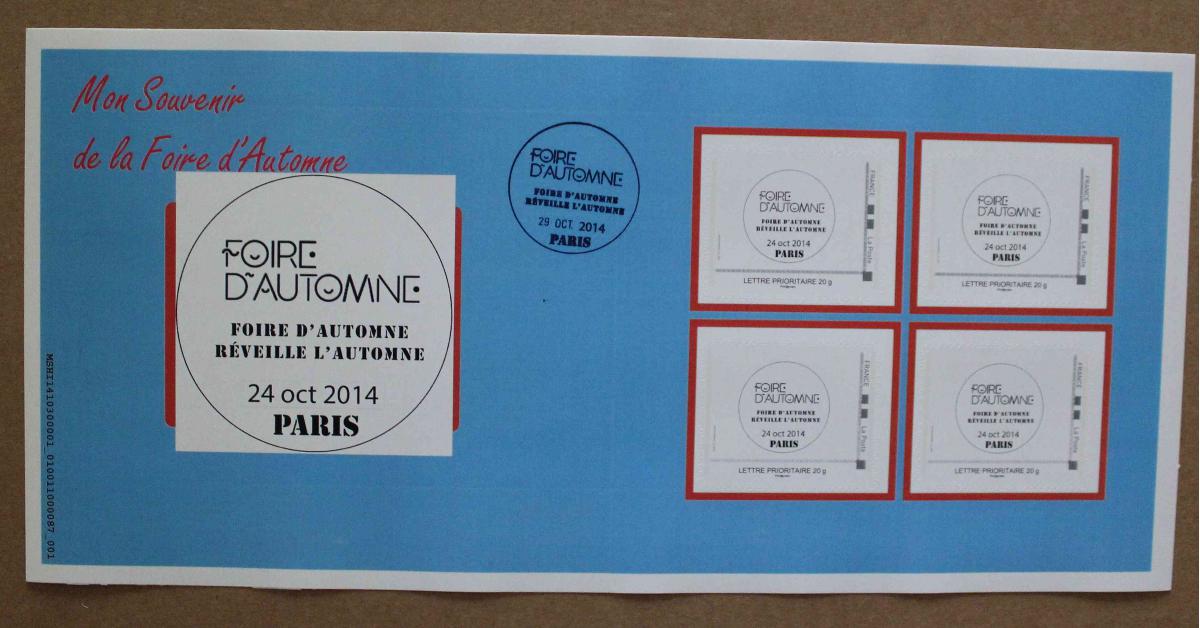 Mon Souvenir
de la Foire d'Automne
FOIRE
D'AUTOMNE
FOIRE D'AUTOMNE
RÉVEILLE L'AUTOMNE
24 oct 2014
PARIS
MSHI1410300001_010011000087_001
FOIRE
D'AUTOMNE
FOIRE D'AUTOMNE
RÉVEILLE L'AUTOMNE
29 OCT. 2014
PARIS
FOIRE
D'AUTOMNE
FOIRE D'AUTOMNE
RÉVEILLE L'AUTOMNE
24 oct 2014
PARIS
FRANCE
La Poste
LETTRE PRIORITAIRE 20 g
FOIRE
D'AUTOMNE
FOIRE D'AUTOMNE
RÉVEILLE L'AUTOMNE
24 oct 2014
PARIS
FRANCE
La Poste
LETTRE PRIORITAIRE 20 g
FOIRE
D'AUTOMNE
FOIRE D'AUTOMNE
RÉVEILLE L'AUTOMNE
24 oct 2014
PARIS
FRANCE
La Poste
LETTRE PRIORITAIRE 20 g
FOIRE
D'AUTOMNE
FOIRE D'AUTOMNE
RÉVEILLE L'AUTOMNE
24 oct 2014
PARIS
FRANCE
La Poste
LETTRE PRIORITAIRE 20 g